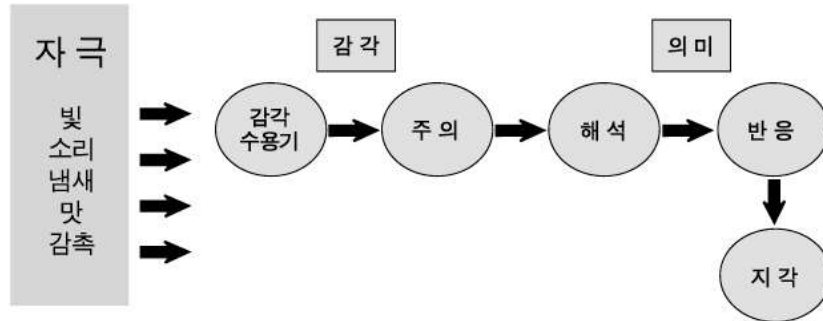 자 극
빛
소리
냄새
맛
감촉
감 각
의 미
감각
수용기
주 의
해 석
반 응
지 각